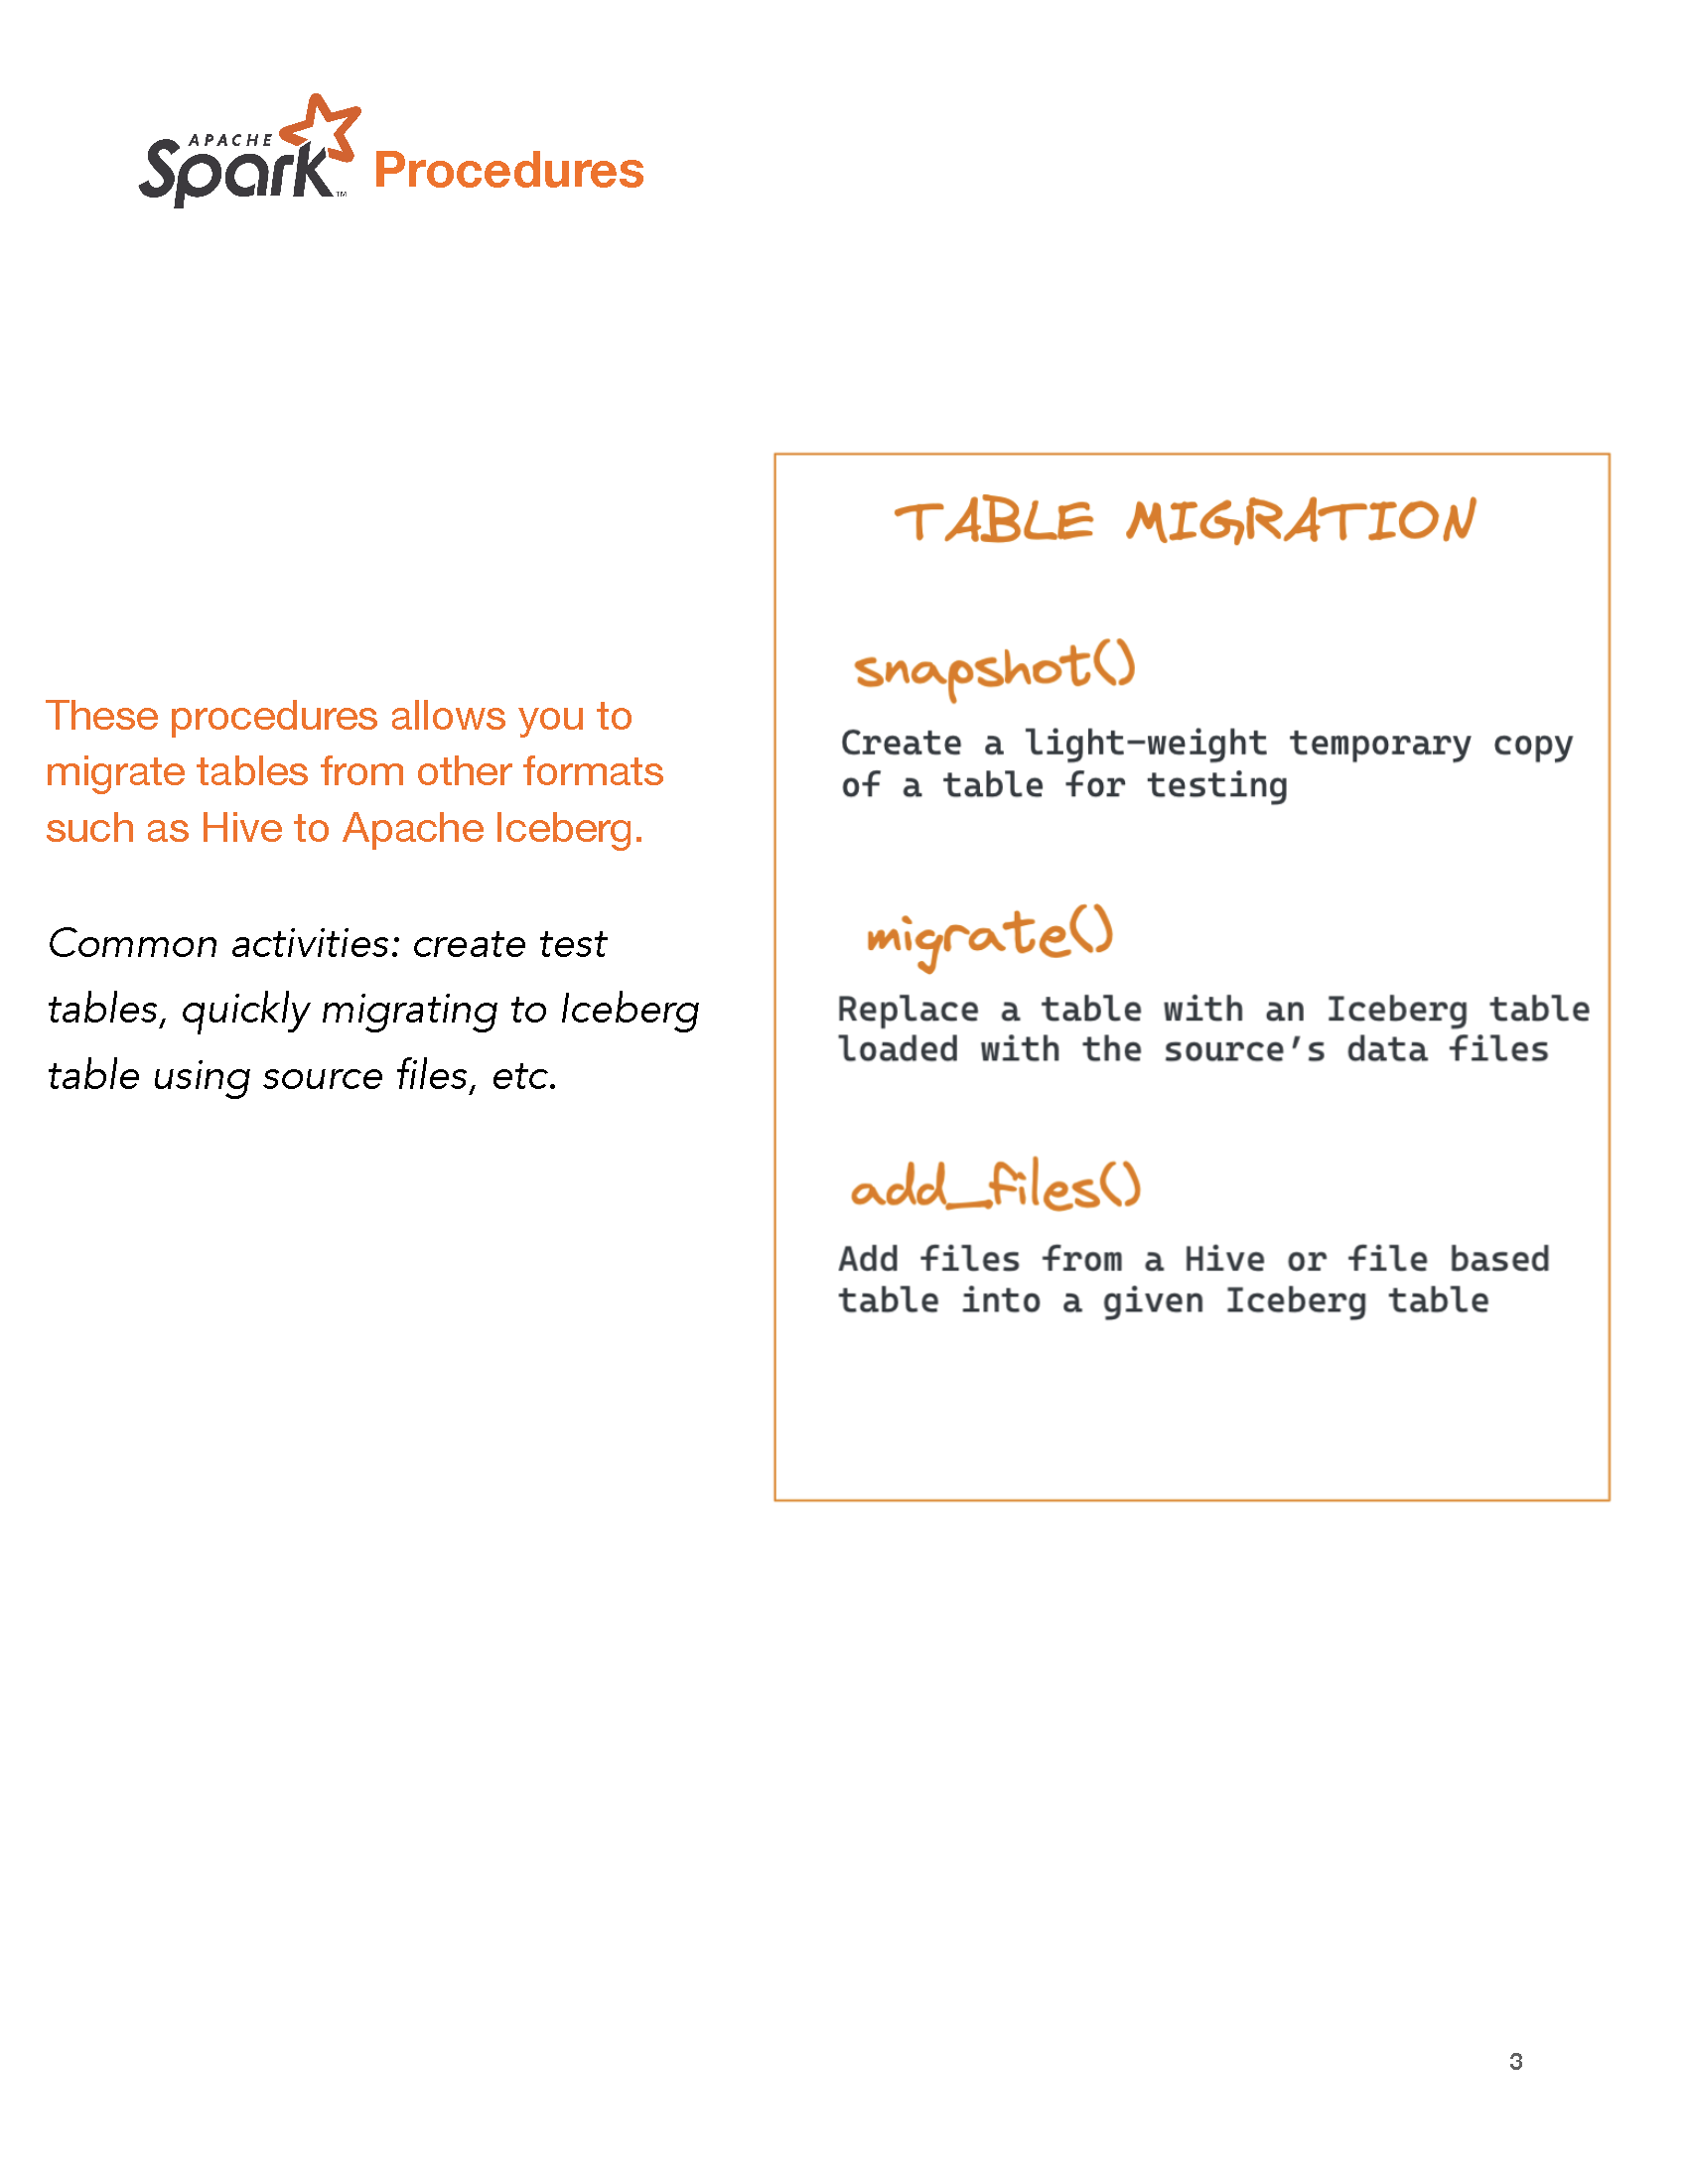 APACHE
Spark™ Procedures
These procedures allows you to
migrate tables from other formats
such as Hive to Apache Iceberg.
Common activities: create test
tables, quickly migrating to Iceberg
table using source files, etc.
TABLE MIGRATION
snapshot()
Create a light-weight temporary copy
of a table for testing
migrate()
Replace a table with an Iceberg table
loaded with the source’s data files
add_files()
Add files from a Hive or file based
table into a given Iceberg table
3